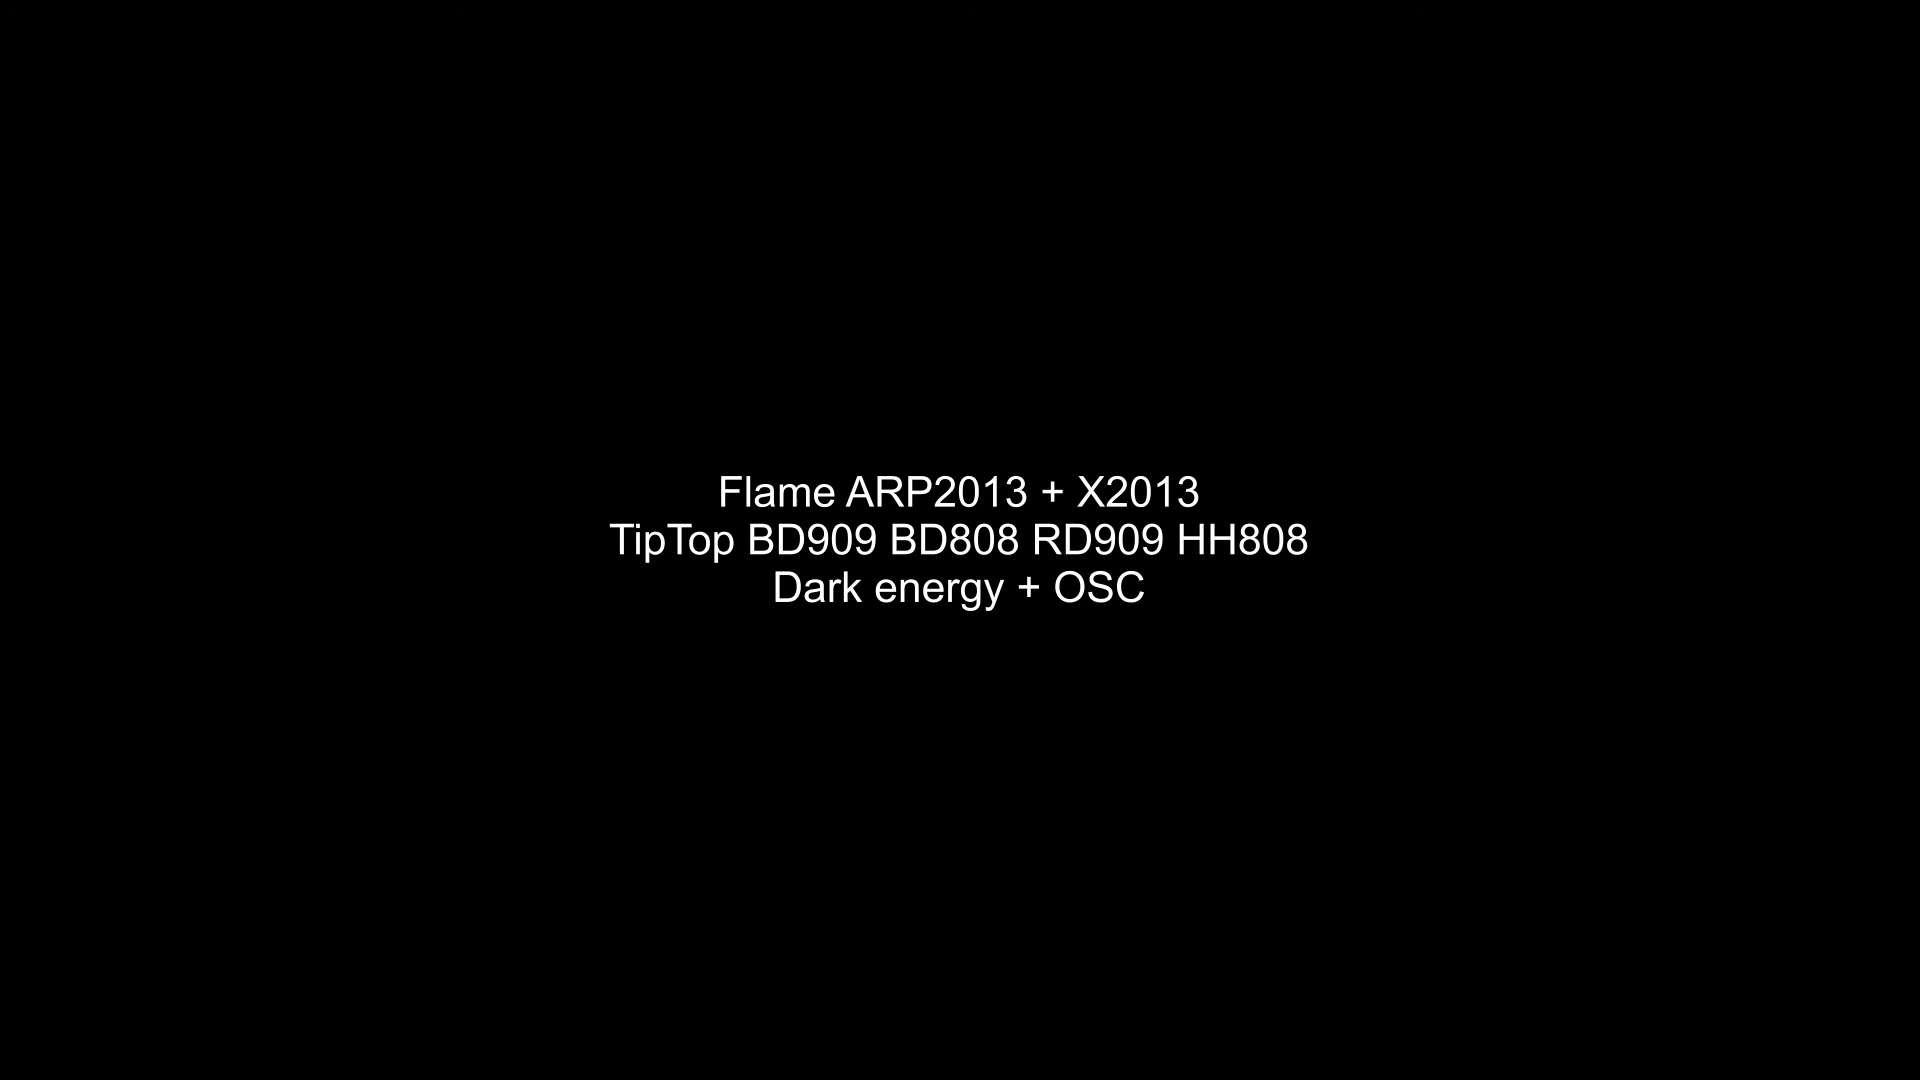 Flame ARP2013 + X2013
TipTop BD909 BD808 RD909 HH808
Dark energy + OSC